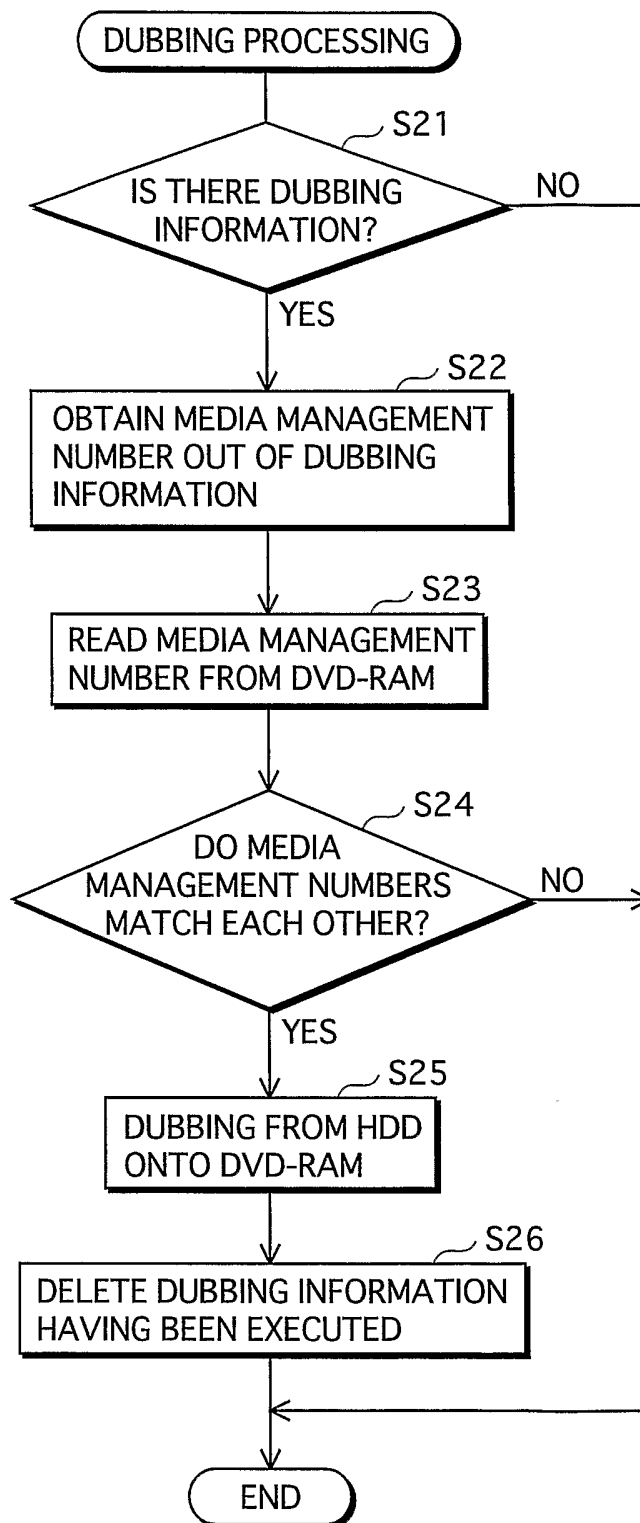 DUBBING PROCESSING
S21
IS THERE DUBBING
INFORMATION?
NO
YES
S22
OBTAIN MEDIA MANAGEMENT
NUMBER OUT OF DUBBING
INFORMATION
S23
READ MEDIA MANAGEMENT
NUMBER FROM DVD-RAM
S24
DO MEDIA
MANAGEMENT NUMBERS
MATCH EACH OTHER?
NO
YES
S25
DUBBING FROM HDD
ONTO DVD-RAM
S26
DELETE DUBBING INFORMATION
HAVING BEEN EXECUTED
END